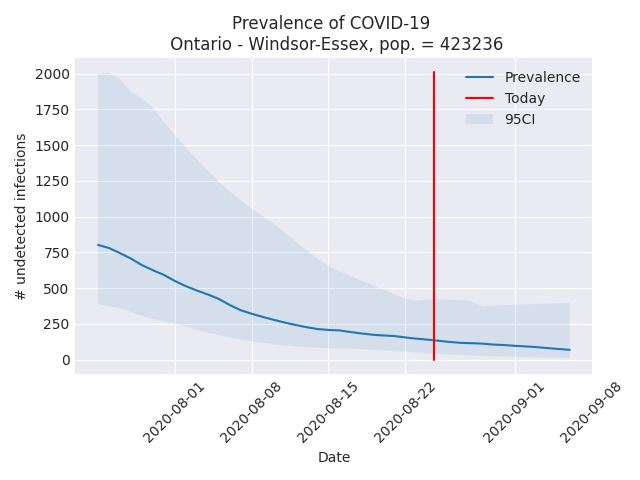 Prevalence of COVID-19
Ontario - Windsor-Essex, pop. = 423236
Prevalence
Today
95CI
# undetected infections
2000
1750
1500
1250
1000
750
500
250
0
2020-08-01
2020-08-08
2020-08-15
2020-08-22
2020-09-01
2020-09-08
Date